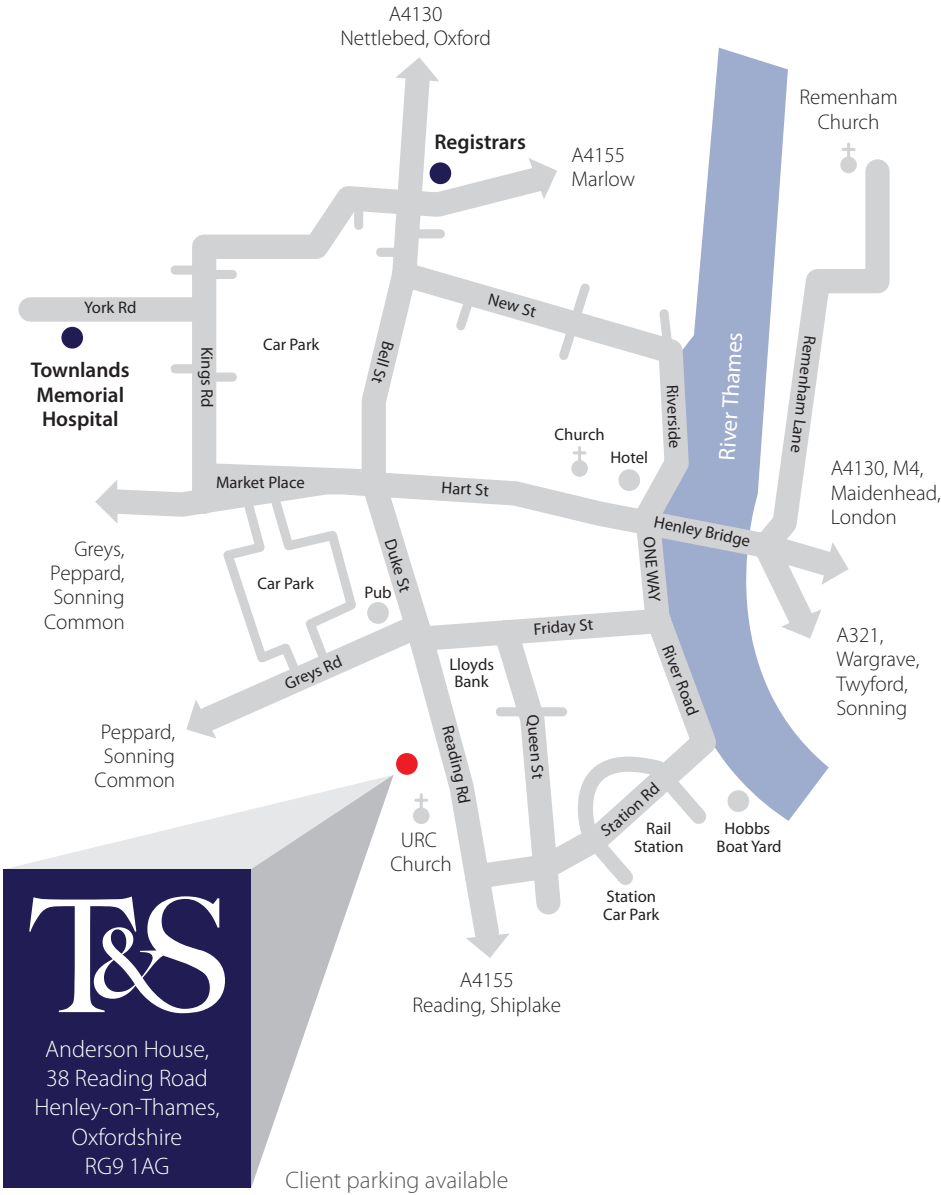 A4130
Nettlebed, Oxford
Remenham
Church
Registrars
A4155
Marlow
York Rd
New St
Car Park
Kings Rd
Bell St
Townlands
Memorial
Hospital
River Thames
Remenham Lane
Riverside
Church
Hotel
Market Place
Hart St
Henley Bridge
A4130, M4,
Maidenhead,
London
Greys,
Peppard,
Sonning
Common
Car Park
Duke St
ONE WAY
Pub
Friday St
A321,
Wargrave,
Twyford,
Sonning
Greys Rd
Lloyds
Bank
River Road
Peppard,
Sonning
Common
Reading Rd
Queen St
Station Rd
URC
Church
Rail
Station
Hobbs
Boat Yard
Station
Car Park
T&S
A4155
Reading, Shiplake
Anderson House,
38 Reading Road
Henley-on-Thames,
Oxfordshire
RG9 1AG
Client parking available